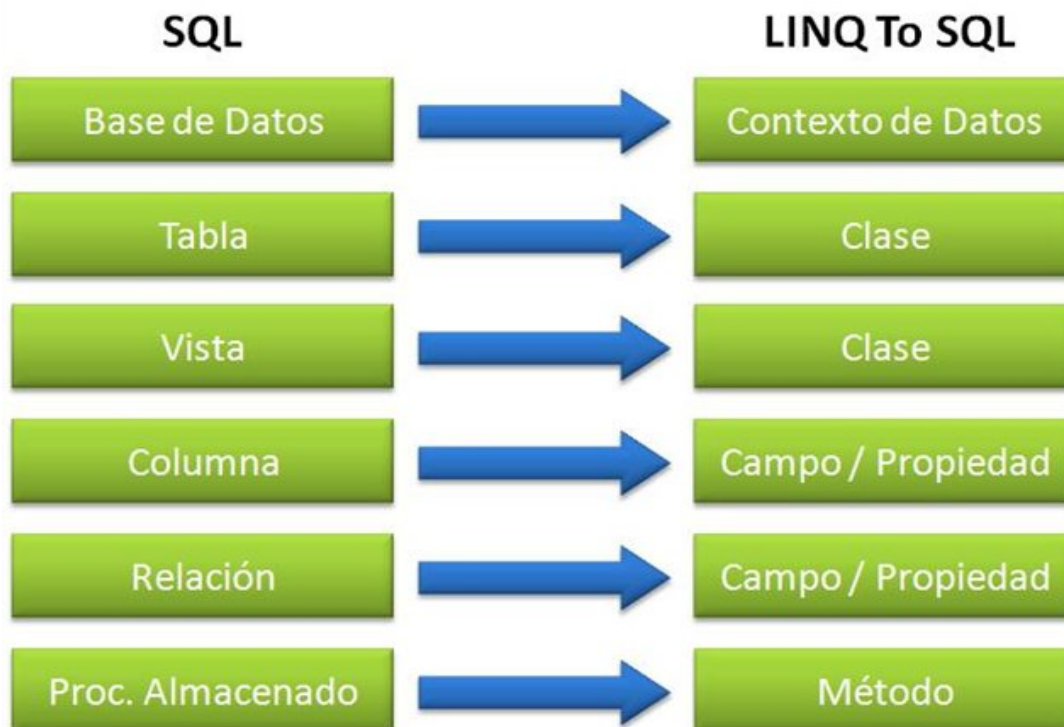 SQL
LINQ To SQL
Base de Datos
Contexto de Datos
Tabla
Clase
Vista
Clase
Columna
Campo / Propiedad
Relación
Campo / Propiedad
Proc. Almacenado
Método